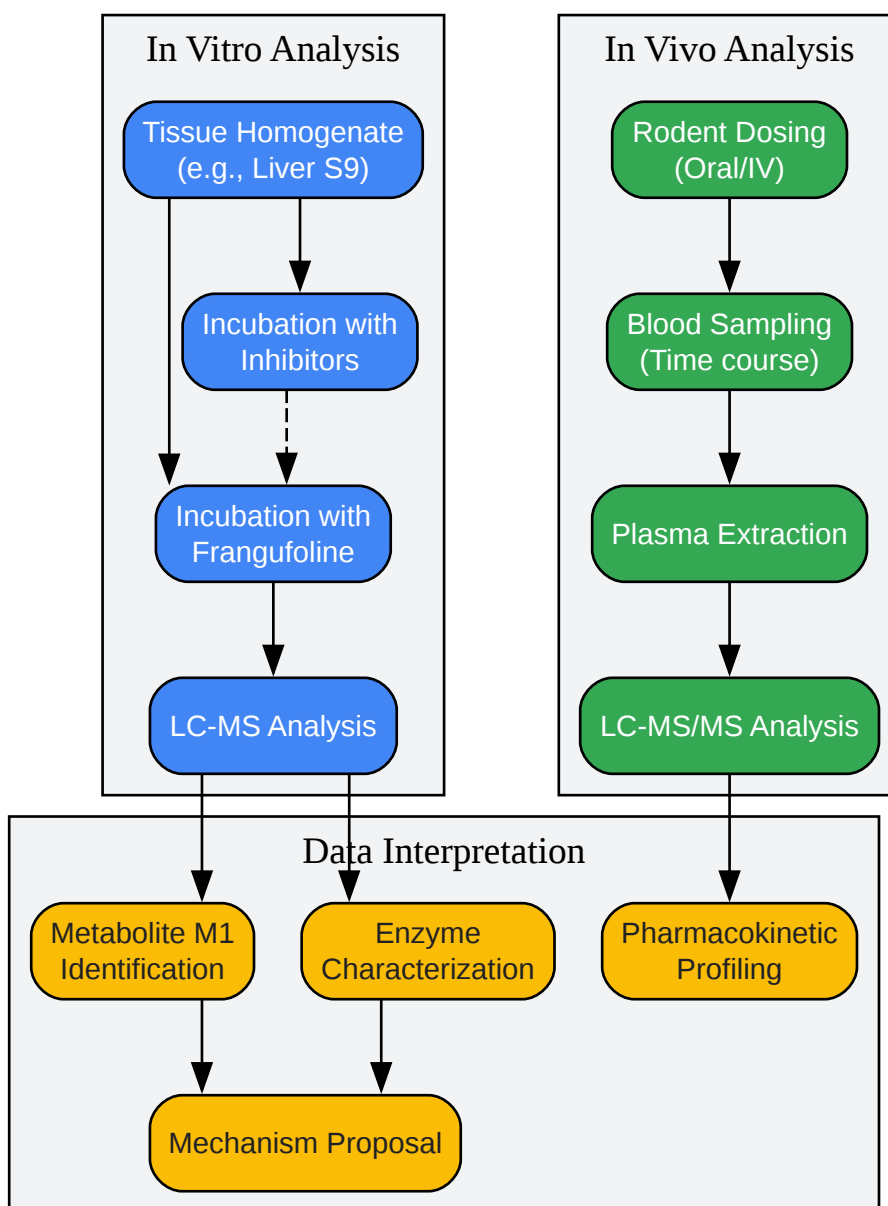 In Vitro Analysis
Tissue Homogenate
(e.g., Liver S9)
Incubation with
Inhibitors
Incubation with
Frangufoline
LC-MS Analysis
In Vivo Analysis
Rodent Dosing
(Oral/IV)
Blood Sampling
(Time course)
Plasma Extraction
LC-MS/MS Analysis
Data Interpretation
Metabolite M1
Identification
Enzyme
Characterization
Pharmacokinetic
Profiling
Mechanism Proposal